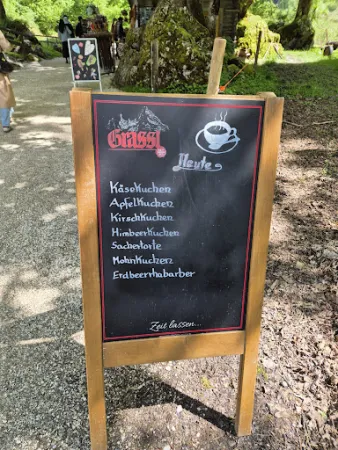 Grassl
Heute
Käsekuchen
Apfelkuchen
Kirschkuchen
Himbeerkuchen
Sachertorte
Mohnkuchen
Erdbeerrhabarber
Zeit lassen...